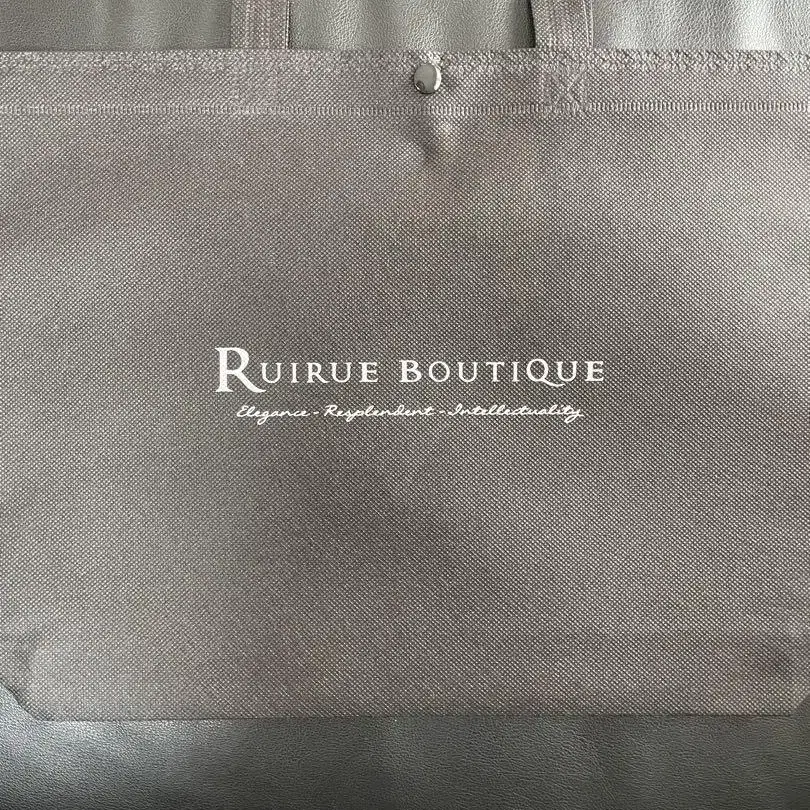 RUIRUE BOUTIQUE
Elegance - Resplendent - Intellectuality